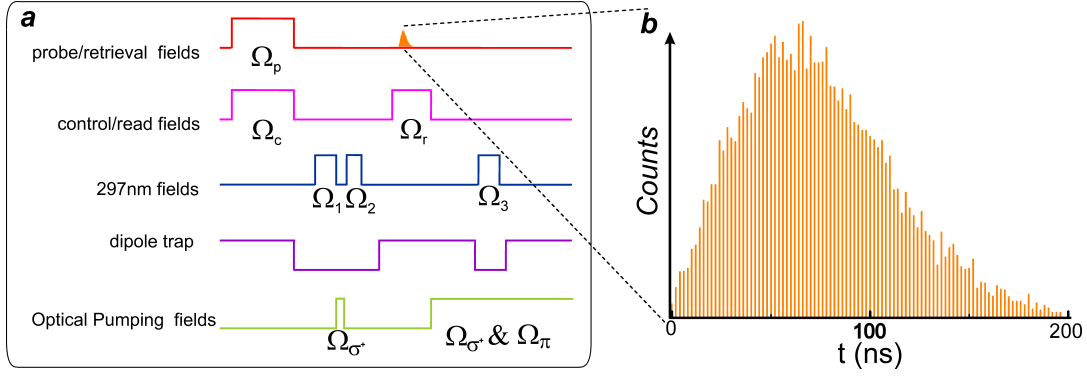 a
probe/retrieval fields
Ωp
control/read fields
Ωc
Ωr
297nm fields
Ω1
Ω2
Ω3
dipole trap
Optical Pumping fields
Ωσ+
Ωσ+ & Ωπ
b
Counts
0
100
200
t (ns)